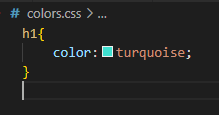 # colors.css ...
h1{
    color: turquoise;
}